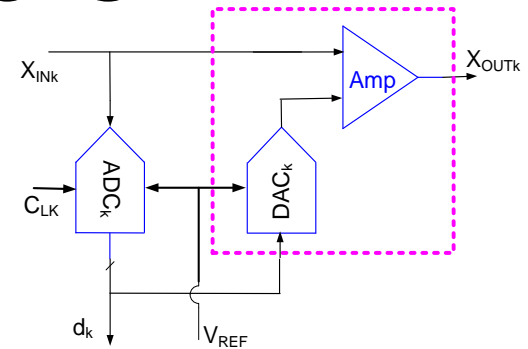 X_INk
Amp
X_OUTk
ADC_k
DAC_k
C_LK
d_k
V_REF